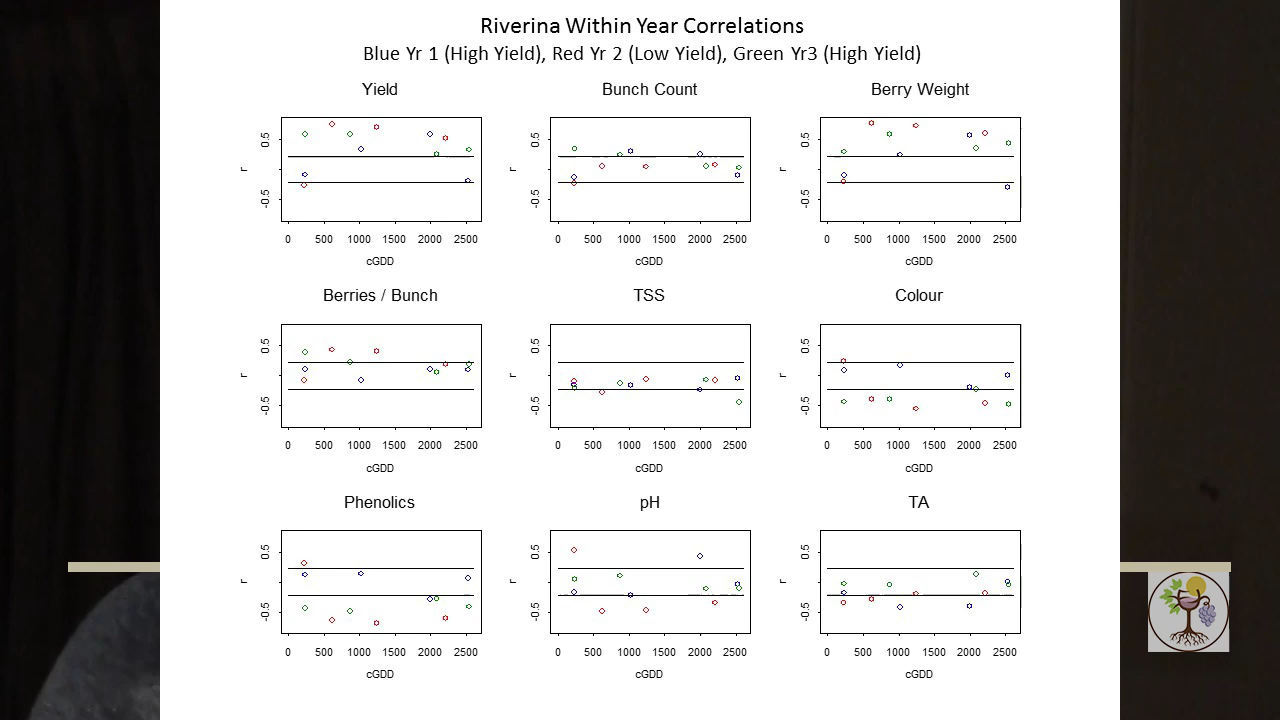 Riverina Within Year Correlations
Blue Yr 1 (High Yield), Red Yr 2 (Low Yield), Green Yr3 (High Yield)
Yield
0.5
-0.5
r
0 500 1000 1500 2000 2500
cGDD
Bunch Count
0.5
-0.5
r
0 500 1000 1500 2000 2500
cGDD
Berry Weight
0.5
-0.5
r
0 500 1000 1500 2000 2500
cGDD
Berries / Bunch
0.5
-0.5
r
0 500 1000 1500 2000 2500
cGDD
TSS
0.5
-0.5
r
0 500 1000 1500 2000 2500
cGDD
Colour
0.5
-0.5
r
0 500 1000 1500 2000 2500
cGDD
Phenolics
0.5
-0.5
r
0 500 1000 1500 2000 2500
cGDD
pH
0.5
-0.5
r
0 500 1000 1500 2000 2500
cGDD
TA
0.5
-0.5
r
0 500 1000 1500 2000 2500
cGDD